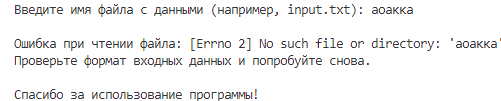 Введите имя файла с данными (например, input.txt): аоакка
Ошибка при чтении файла: [Errno 2] No such file or directory: 'аоакка'
Проверьте формат входных данных и попробуйте снова.
Спасибо за использование программы!